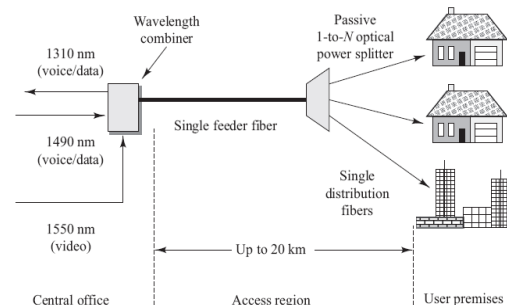 Wavelength
combiner
Passive
1-to-N optical
power splitter
1310 nm
(voice/data)
Single feeder fiber
1490 nm
(voice/data)
Single
distribution
fibers
1550 nm
(video)
Up to 20 km
Central office
Access region
User premises